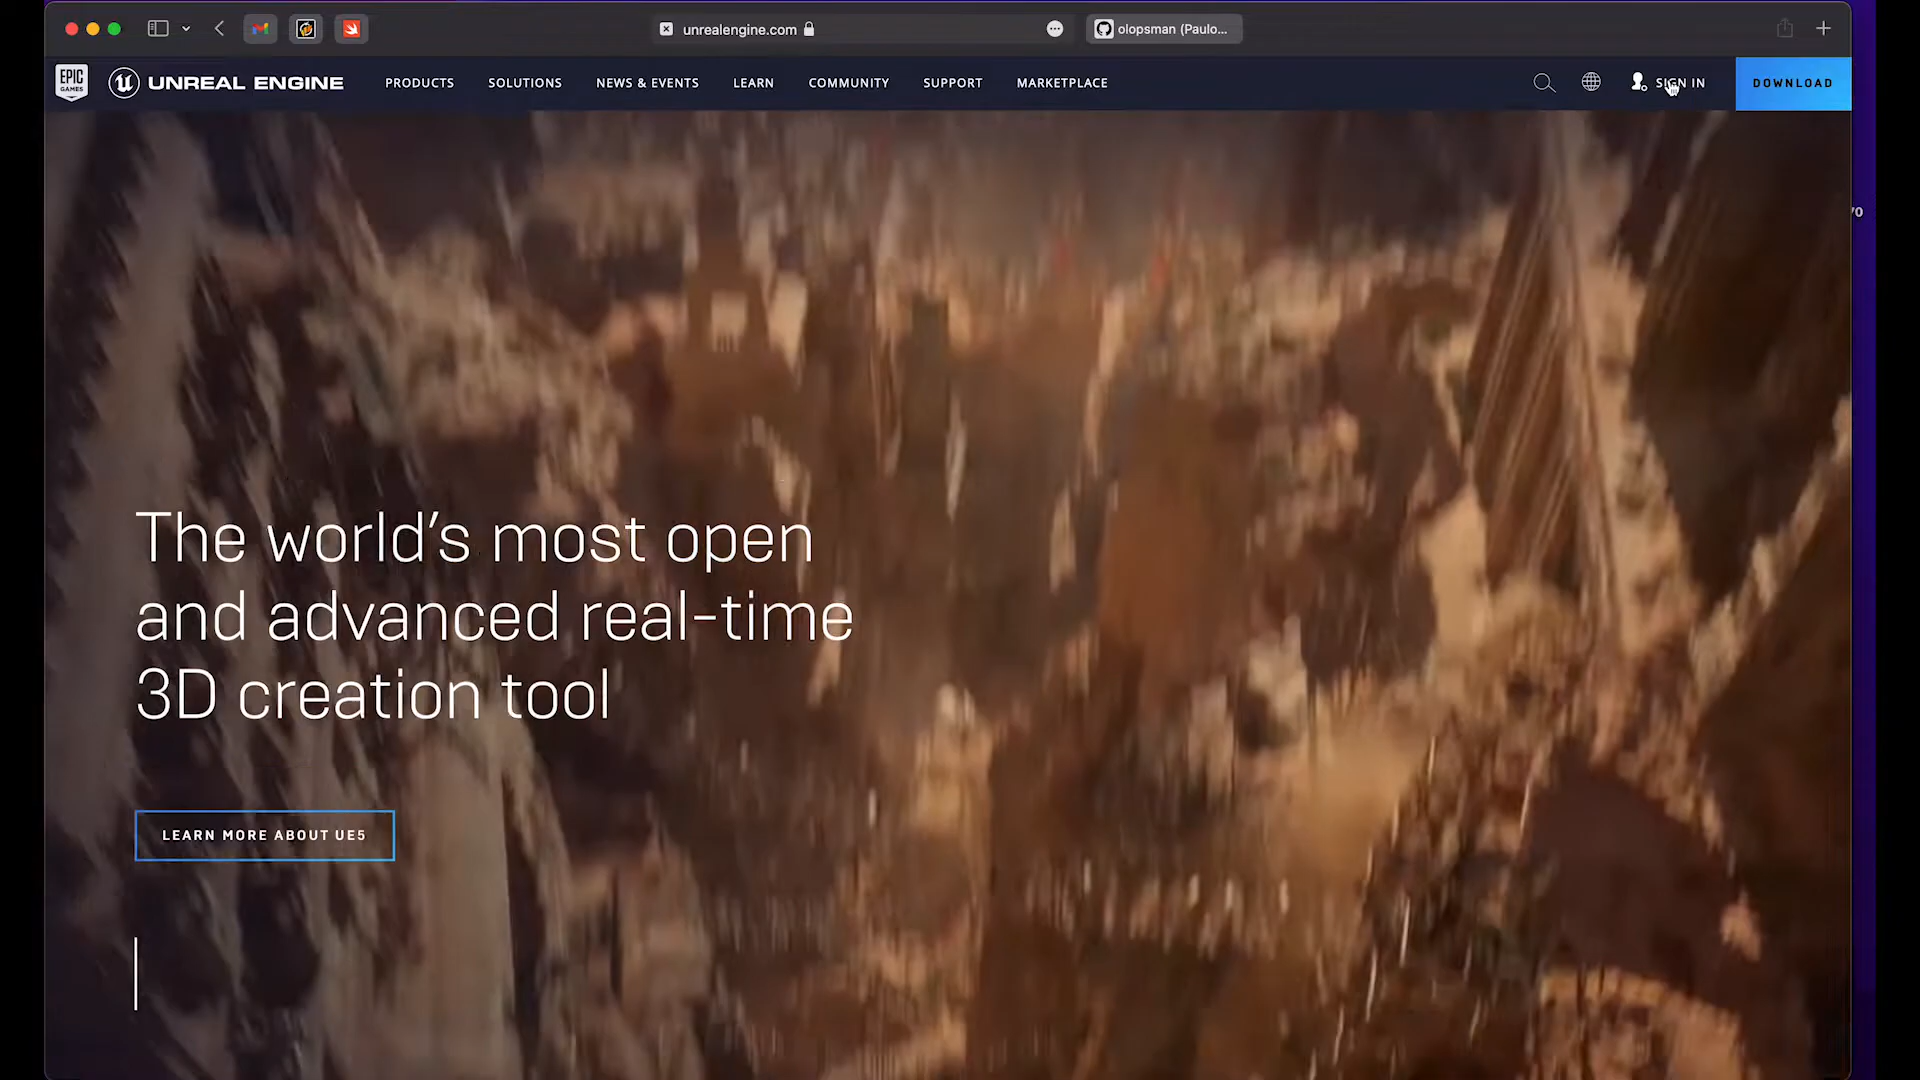 unrealengine.com
olopsman (Paulo...
EPIC GAMES
UNREAL ENGINE
PRODUCTS
SOLUTIONS
NEWS & EVENTS
LEARN
COMMUNITY
SUPPORT
MARKETPLACE
SIGN IN
DOWNLOAD
70
The world's most open
and advanced real-time
3D creation tool
LEARN MORE ABOUT UE5